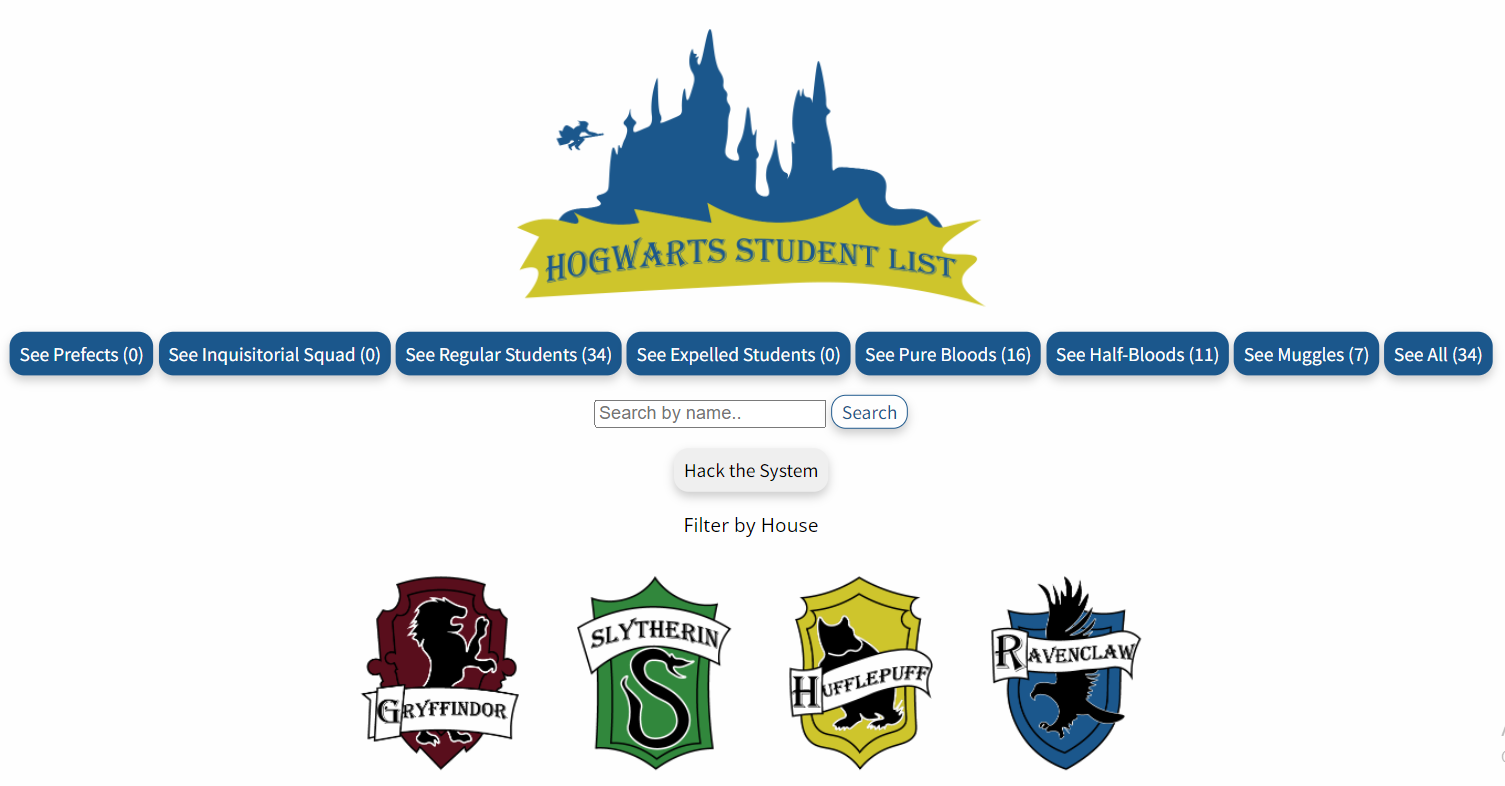 HOGWARTS STUDENT LIST
See Prefects (0) See Inquisitorial Squad (0) See Regular Students (34) See Expelled Students (0) See Pure Bloods (16) See Half-Bloods (11) See Muggles (7) See All (34)
Search by name.. Search
Hack the System
Filter by House
GRYFFINDOR SLYTHERIN HUFFLEPUFF RAVENCLAW